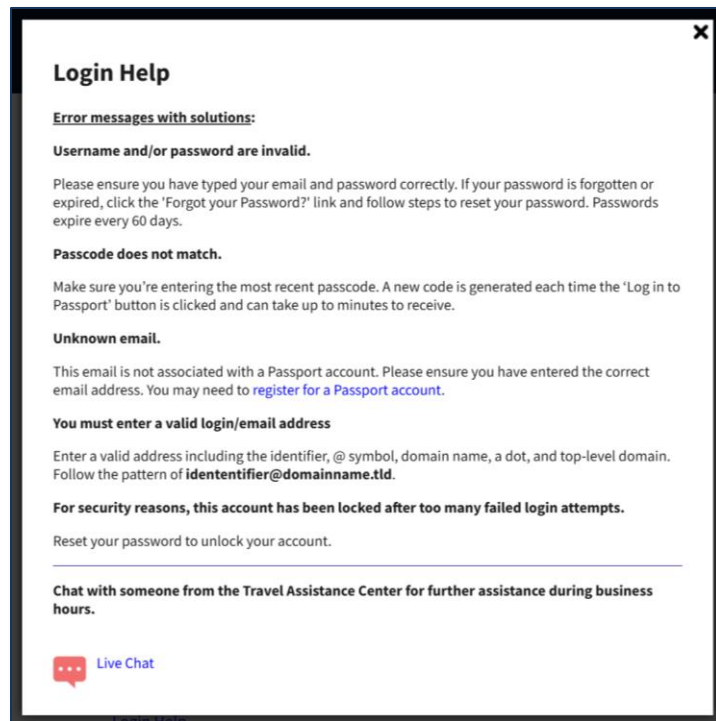 Login Help
Error messages with solutions:
Username and/or password are invalid.
Please ensure you have typed your email and password correctly. If your password is forgotten or
expired, click the 'Forgot your Password?' link and follow steps to reset your password. Passwords
expire every 60 days.
Passcode does not match.
Make sure you’re entering the most recent passcode. A new code is generated each time the ‘Log in to
Passport’ button is clicked and can take up to minutes to receive.
Unknown email.
This email is not associated with a Passport account. Please ensure you have entered the correct
email address. You may need to register for a Passport account.
You must enter a valid login/email address
Enter a valid address including the identifier, @ symbol, domain name, a dot, and top-level domain.
Follow the pattern of idententifier@domainname.tld.
For security reasons, this account has been locked after too many failed login attempts.
Reset your password to unlock your account.
Chat with someone from the Travel Assistance Center for further assistance during business
hours.
Live Chat
Login Help